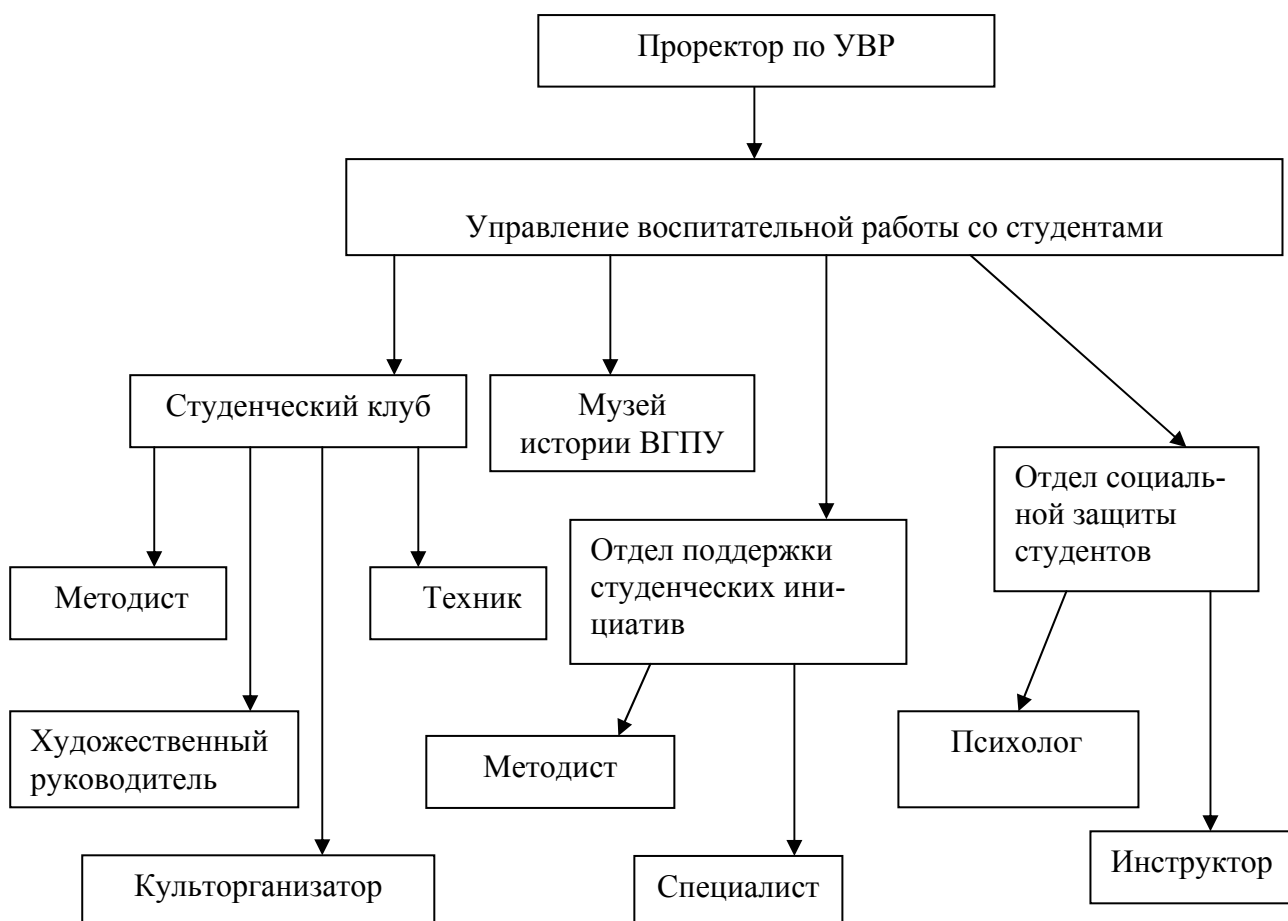 Проректор по УВР
Управление воспитательной работы со студентами
Студенческий клуб
Музей
истории ВГПУ
Отдел социаль-
ной защиты
студентов
Отдел поддержки
студенческих ини-
циатив
Методист
Техник
Художественный
руководитель
Методист
Психолог
Культорганизатор
Специалист
Инструктор